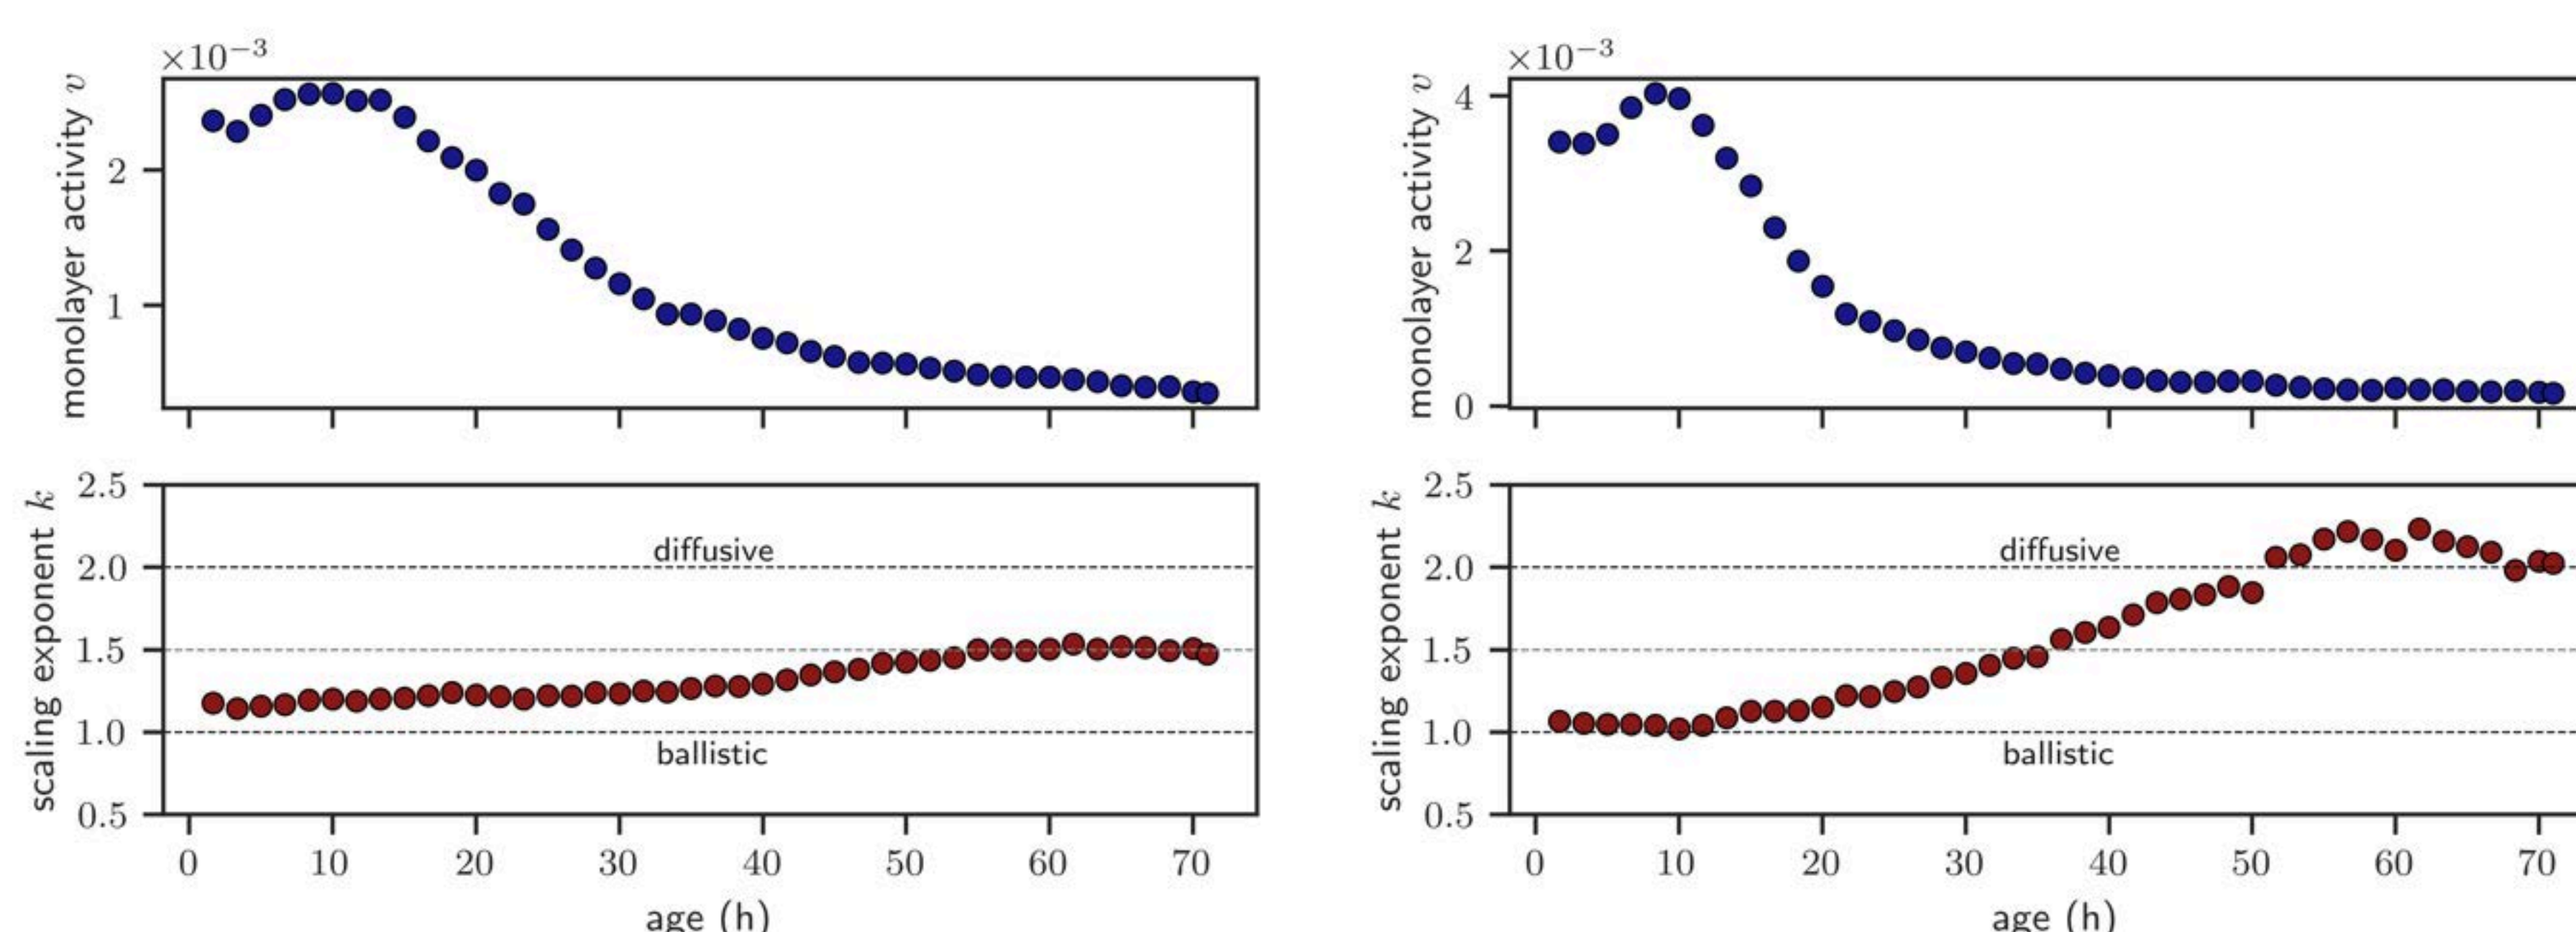 ×10⁻³
monolayer activity v
2
1
×10⁻³
monolayer activity v
4
2
0
scaling exponent k
2.5
2.0
1.5
1.0
0.5
diffusive
ballistic
0 10 20 30 40 50 60 70
age (h)
scaling exponent k
2.5
2.0
1.5
1.0
0.5
diffusive
ballistic
0 10 20 30 40 50 60 70
age (h)